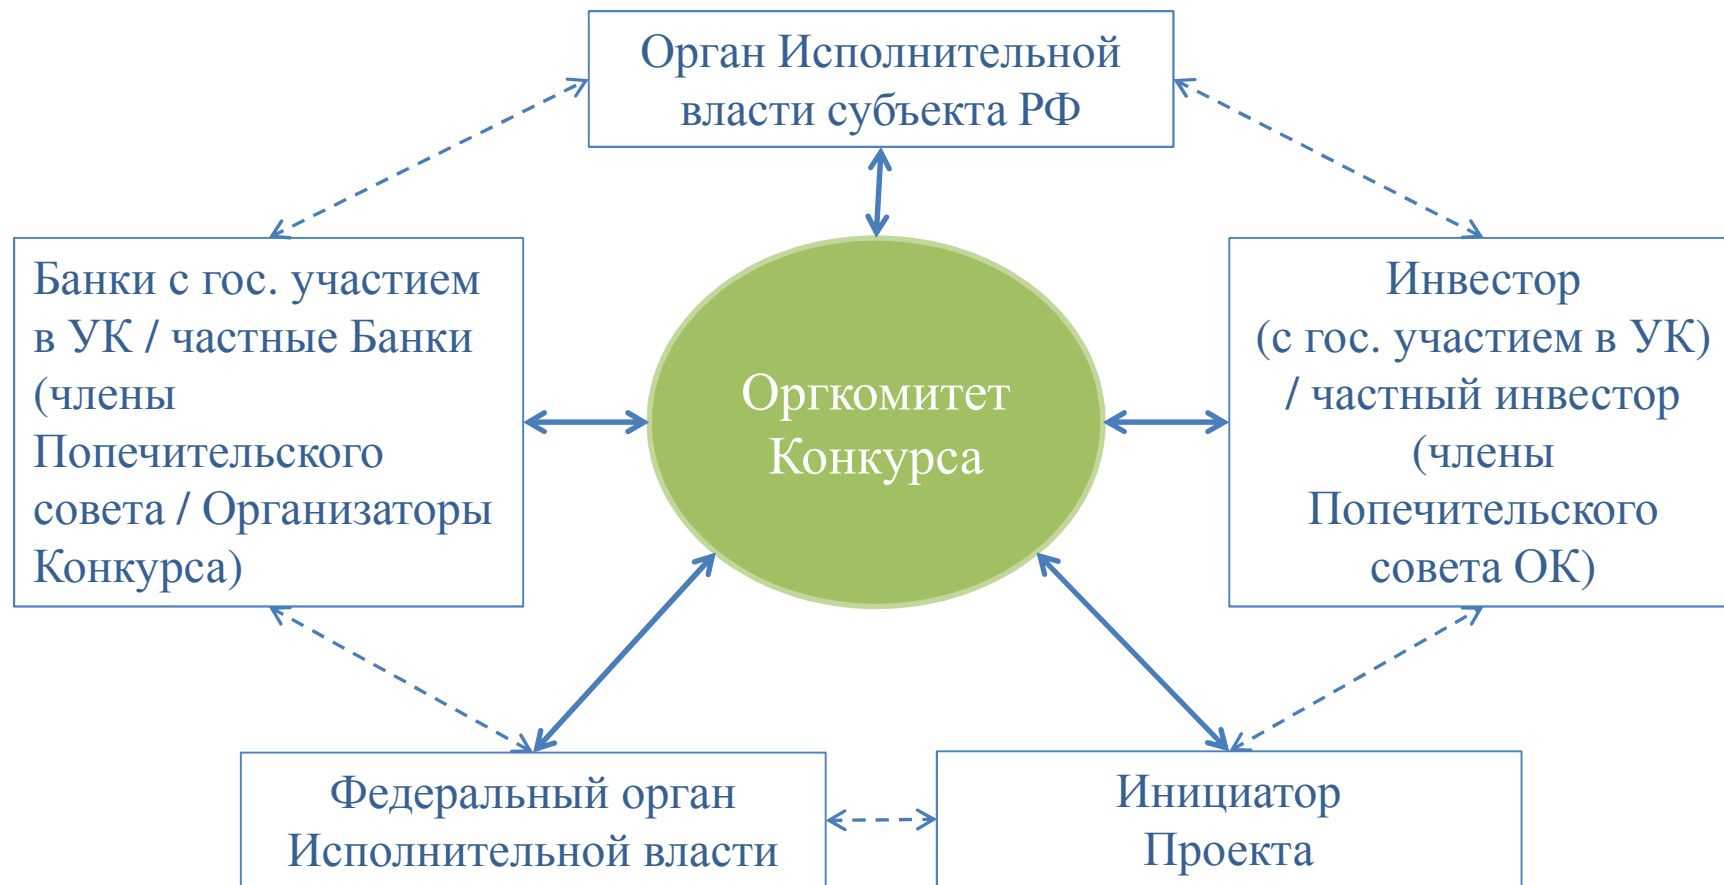 Орган Исполнительной
власти субъекта РФ
Банки с гос. участием
в УК / частные Банки
(члены
Попечительского
совета / Организаторы
Конкурса)
Оргкомитет
Конкурса
Инвестор
(с гос. участием в УК)
/ частный инвестор
(члены
Попечительского
совета ОК)
Федеральный орган
Исполнительной власти
Инициатор
Проекта